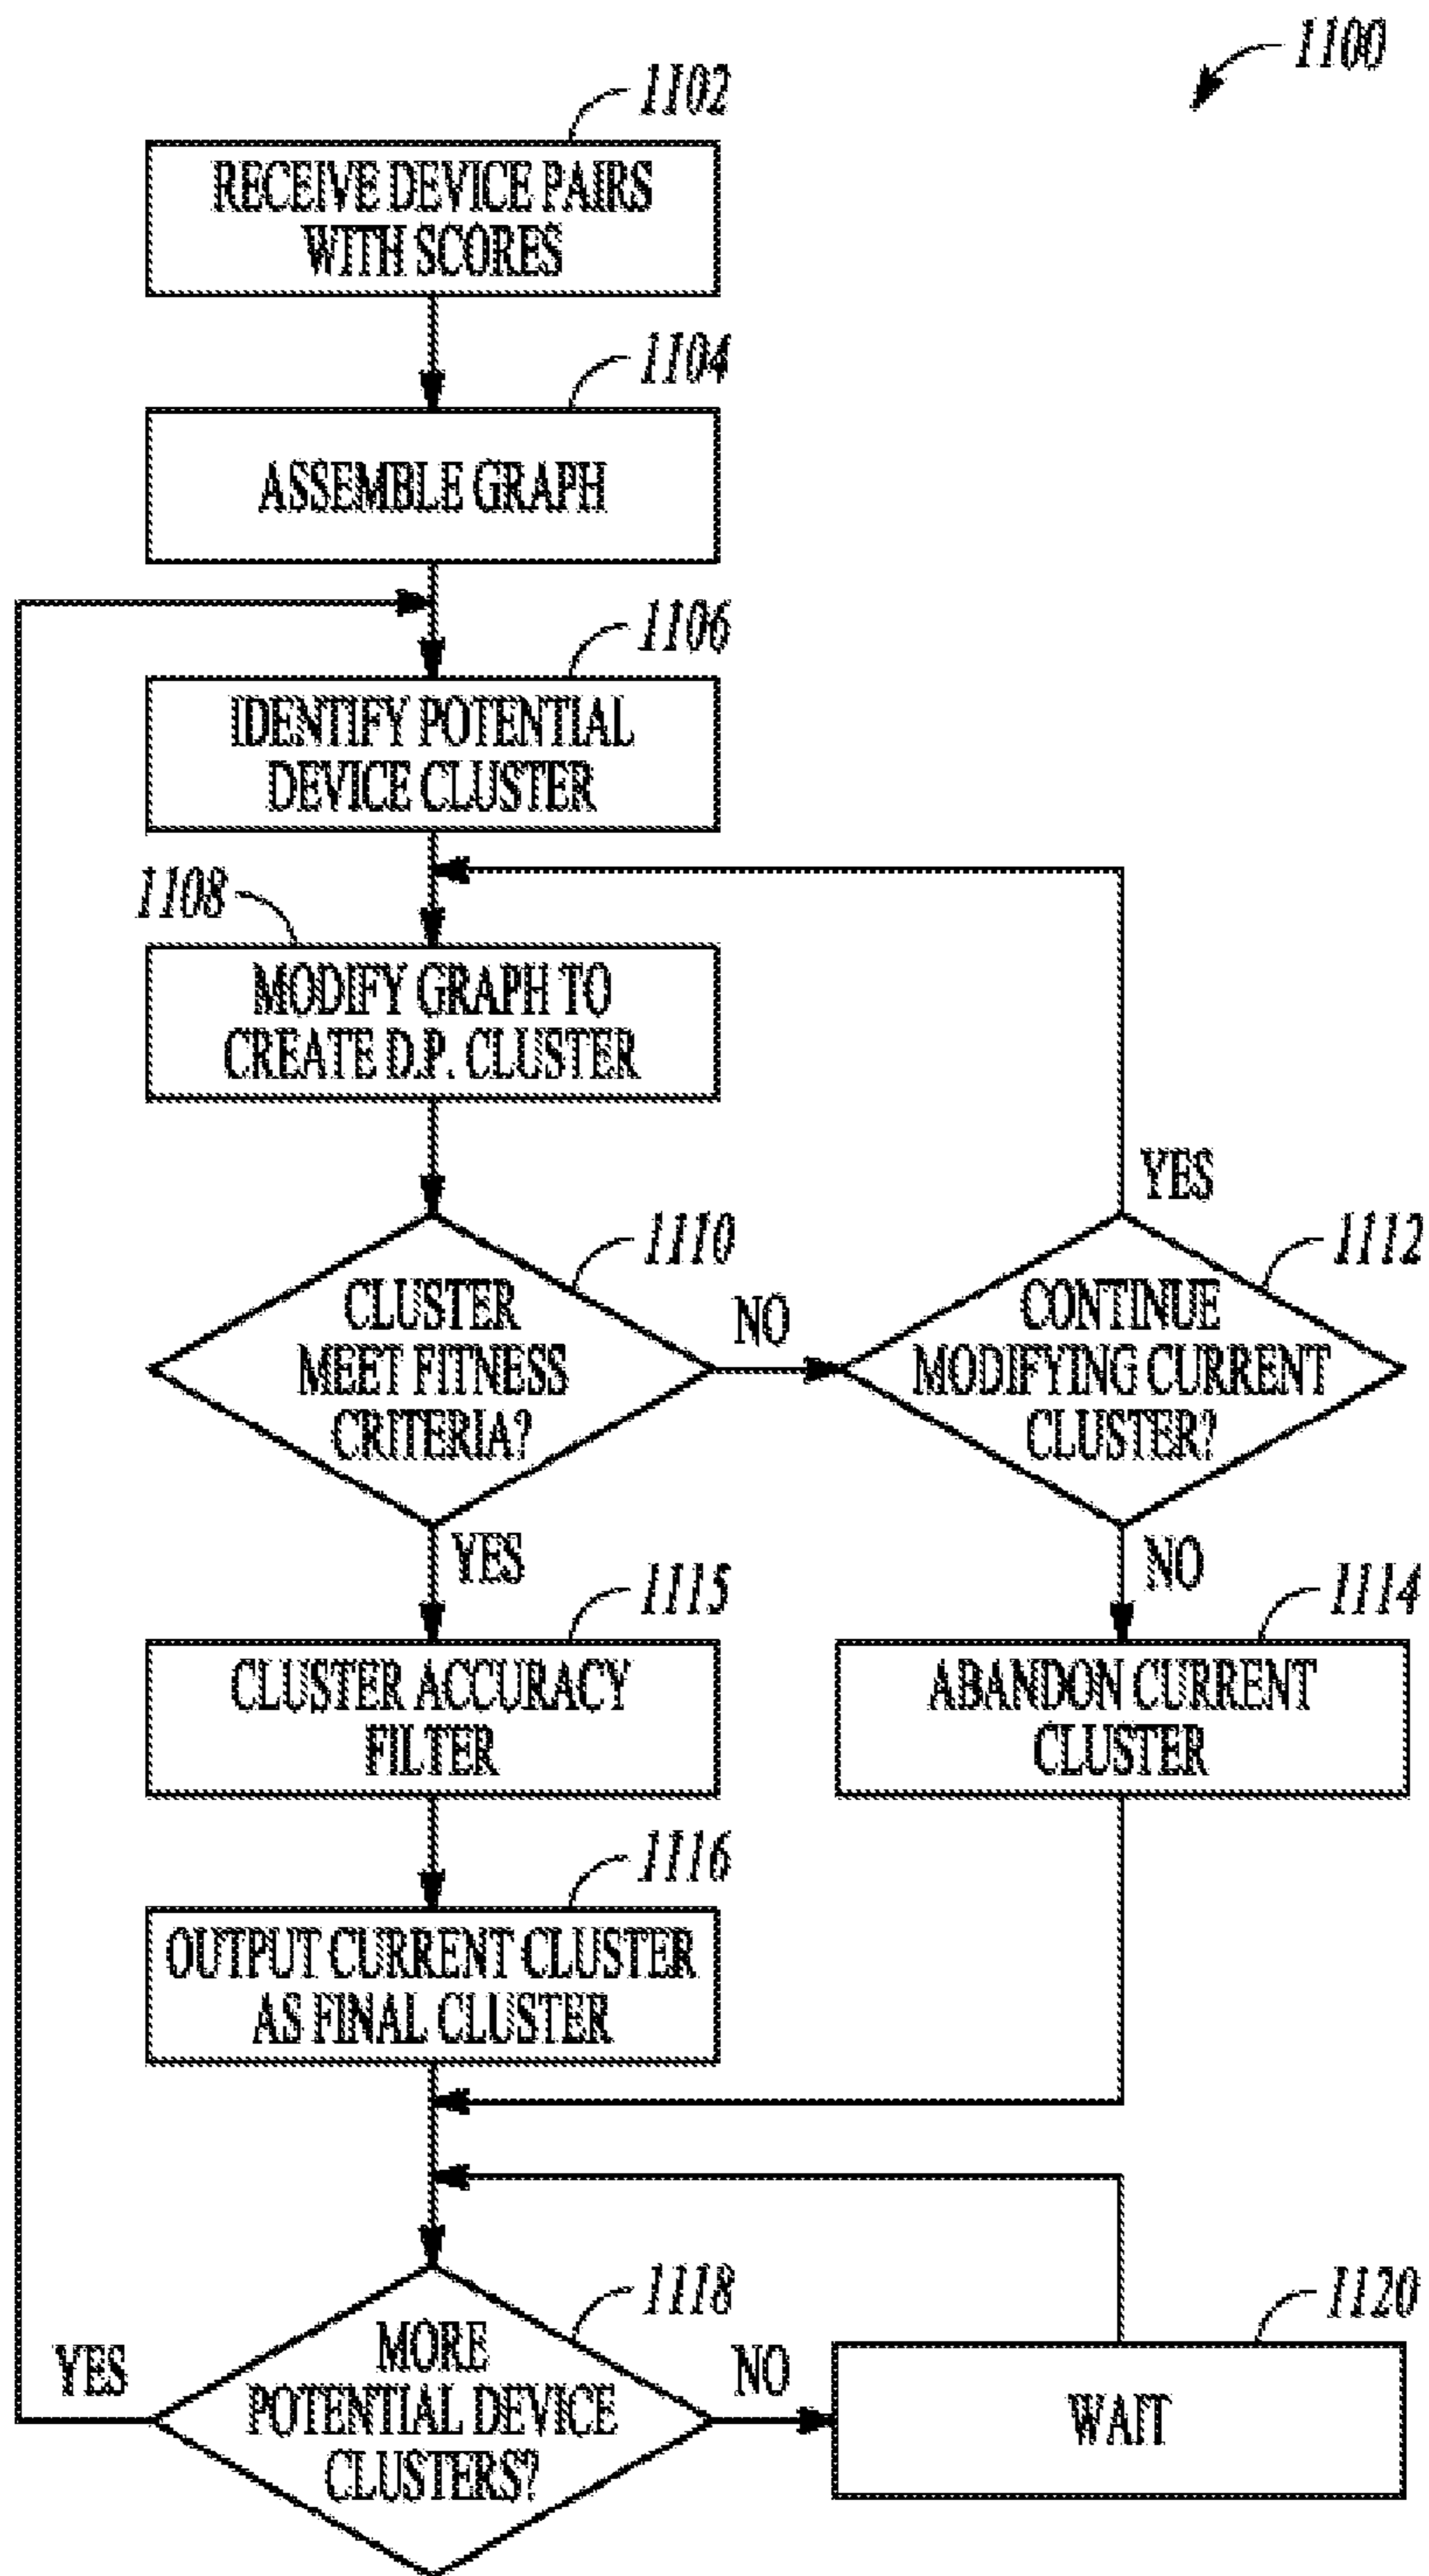 1100
1102
RECEIVE DEVICE PAIRS
WITH SCORES
1104
ASSEMBLE GRAPH
1106
IDENTIFY POTENTIAL
DEVICE CLUSTER
1108
MODIFY GRAPH TO
CREATE D.P. CLUSTER
1110
CLUSTER
MEET FITNESS
CRITERIA?
NO
YES
1112
CONTINUE
MODIFYING CURRENT
CLUSTER?
YES
NO
1115
CLUSTER ACCURACY
FILTER
1114
ABANDON CURRENT
CLUSTER
1116
OUTPUT CURRENT CLUSTER
AS FINAL CLUSTER
1118
MORE
POTENTIAL DEVICE
CLUSTERS?
YES
NO
1120
WAIT